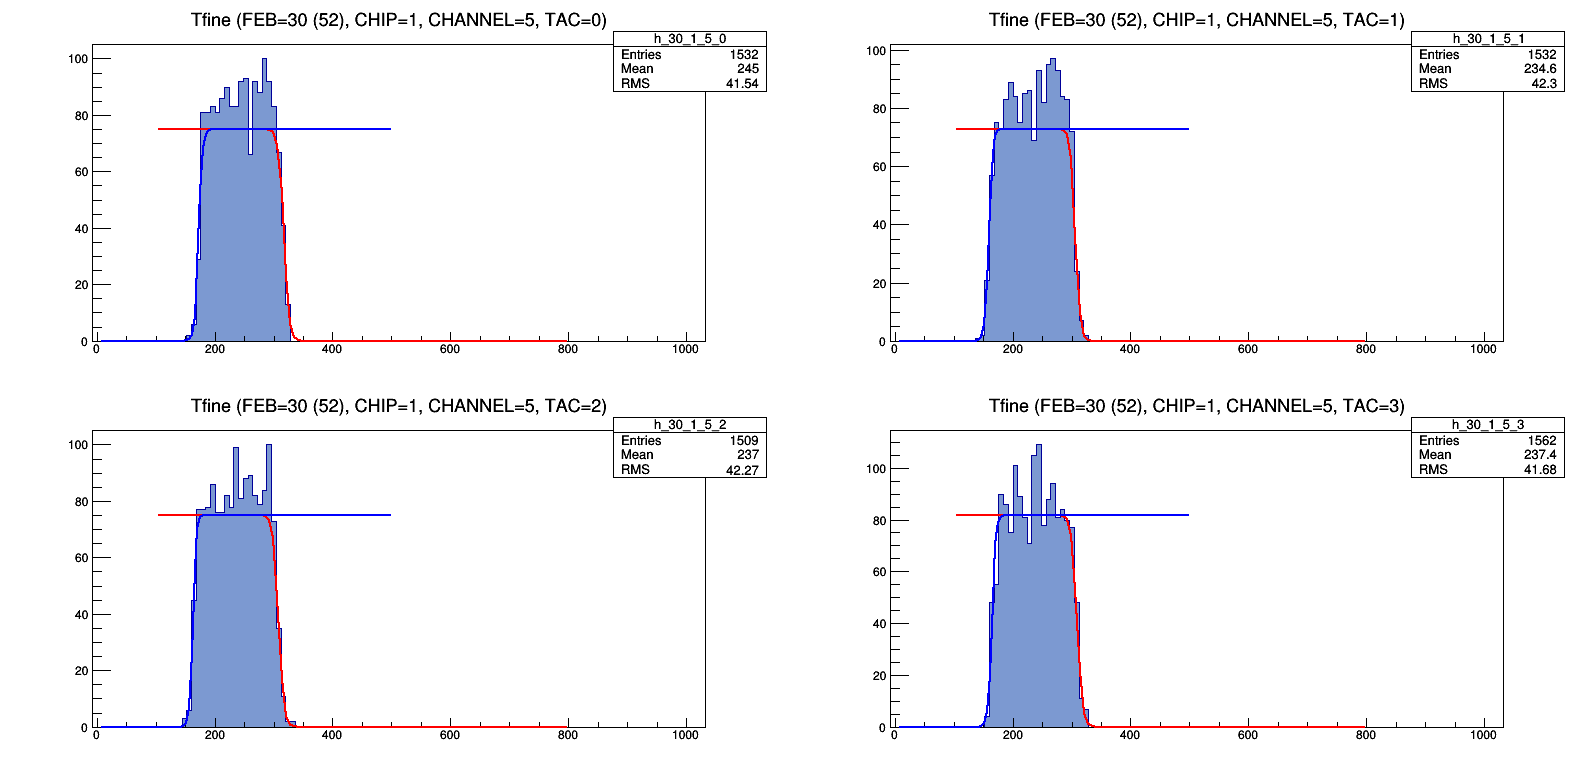 Tfine (FEB=30 (52), CHIP=1, CHANNEL=5, TAC=0)
h_30_1_5_0
Entries 1532
Mean 245
RMS 41.54
100
80
60
40
20
0
0 200 400 600 800 1000
Tfine (FEB=30 (52), CHIP=1, CHANNEL=5, TAC=1)
h_30_1_5_1
Entries 1532
Mean 234.6
RMS 42.3
100
80
60
40
20
0
0 200 400 600 800 1000
Tfine (FEB=30 (52), CHIP=1, CHANNEL=5, TAC=2)
h_30_1_5_2
Entries 1509
Mean 237
RMS 42.27
100
80
60
40
20
0
0 200 400 600 800 1000
Tfine (FEB=30 (52), CHIP=1, CHANNEL=5, TAC=3)
h_30_1_5_3
Entries 1562
Mean 237.4
RMS 41.68
100
80
60
40
20
0
0 200 400 600 800 1000